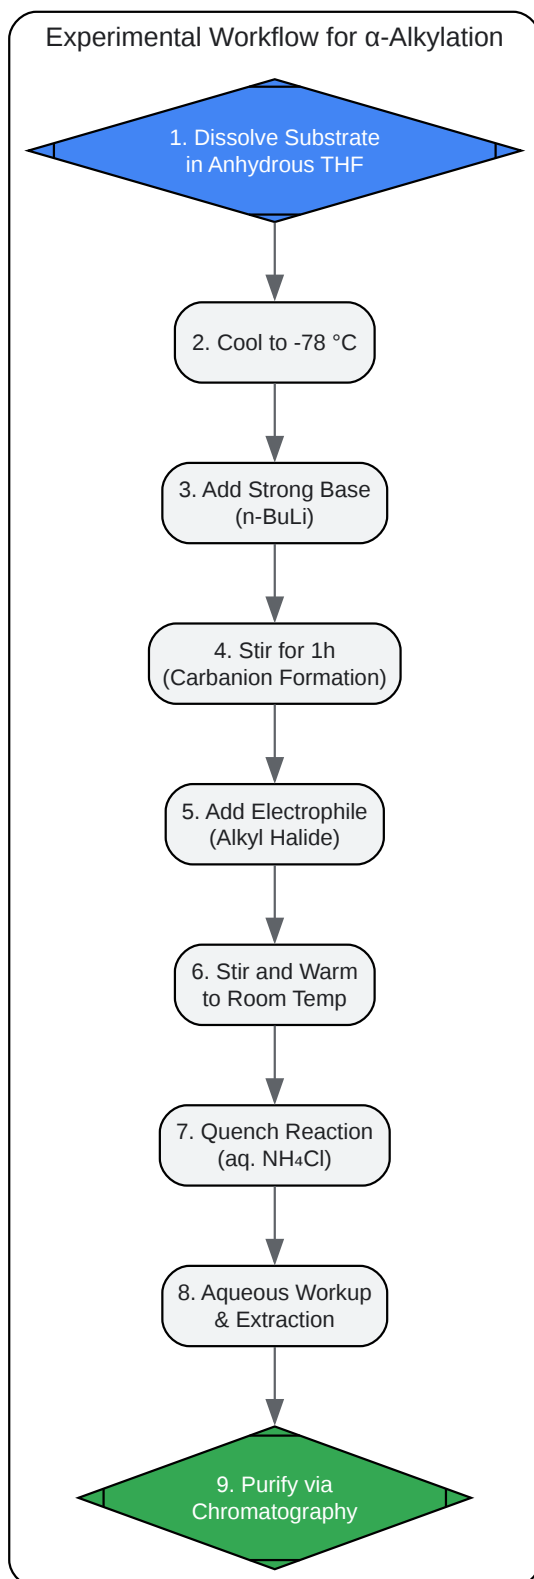 Experimental Workflow for α-Alkylation
1. Dissolve Substrate
in Anhydrous THF
2. Cool to -78 °C
3. Add Strong Base
(n-BuLi)
4. Stir for 1h
(Carbanion Formation)
5. Add Electrophile
(Alkyl Halide)
6. Stir and Warm
to Room Temp
7. Quench Reaction
(aq. NH₄Cl)
8. Aqueous Workup
& Extraction
9. Purify via
Chromatography